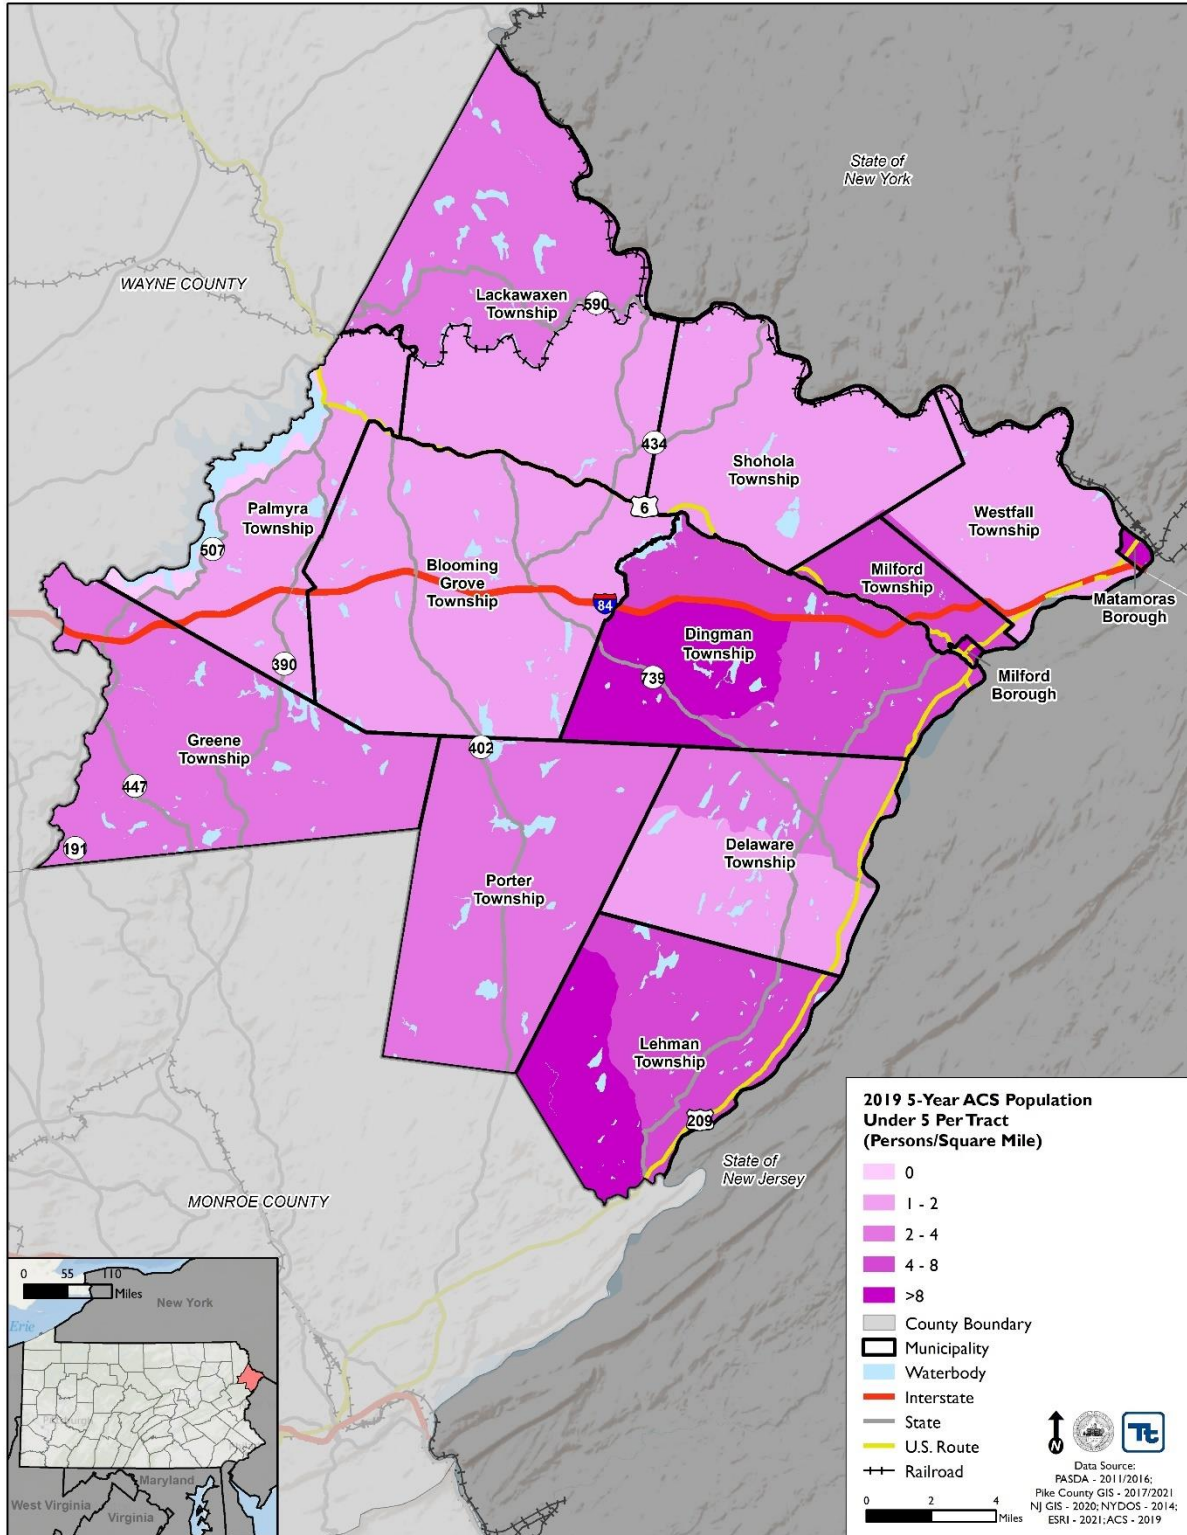 State of
New York
WAYNE COUNTY
Lackawaxen
Township
590
434
Shohola
Township
6
Palmyra
Township
507
Westfall
Township
Blooming
Grove
Township
84
Milford
Township
Matamoras
Borough
Dingman
Township
739
Milford
Borough
390
Greene
Township
402
447
191
Delaware
Township
Porter
Township
Lehman
Township
209
State of
New Jersey
MONROE COUNTY
2019 5-Year ACS Population
Under 5 Per Tract
(Persons/Square Mile)
0
1 - 2
2 - 4
4 - 8
>8
County Boundary
Municipality
Waterbody
Interstate
State
U.S. Route
Railroad
N
Tt
Data Source:
PASDA - 2011/2016;
Pike County GIS - 2017/2021
NJ GIS - 2020; NYDOS - 2014;
ESRI - 2021; ACS - 2019
0 2 4
Miles
0 55 110
Miles
New York
Erie
Maryland
West Virginia
Virginia